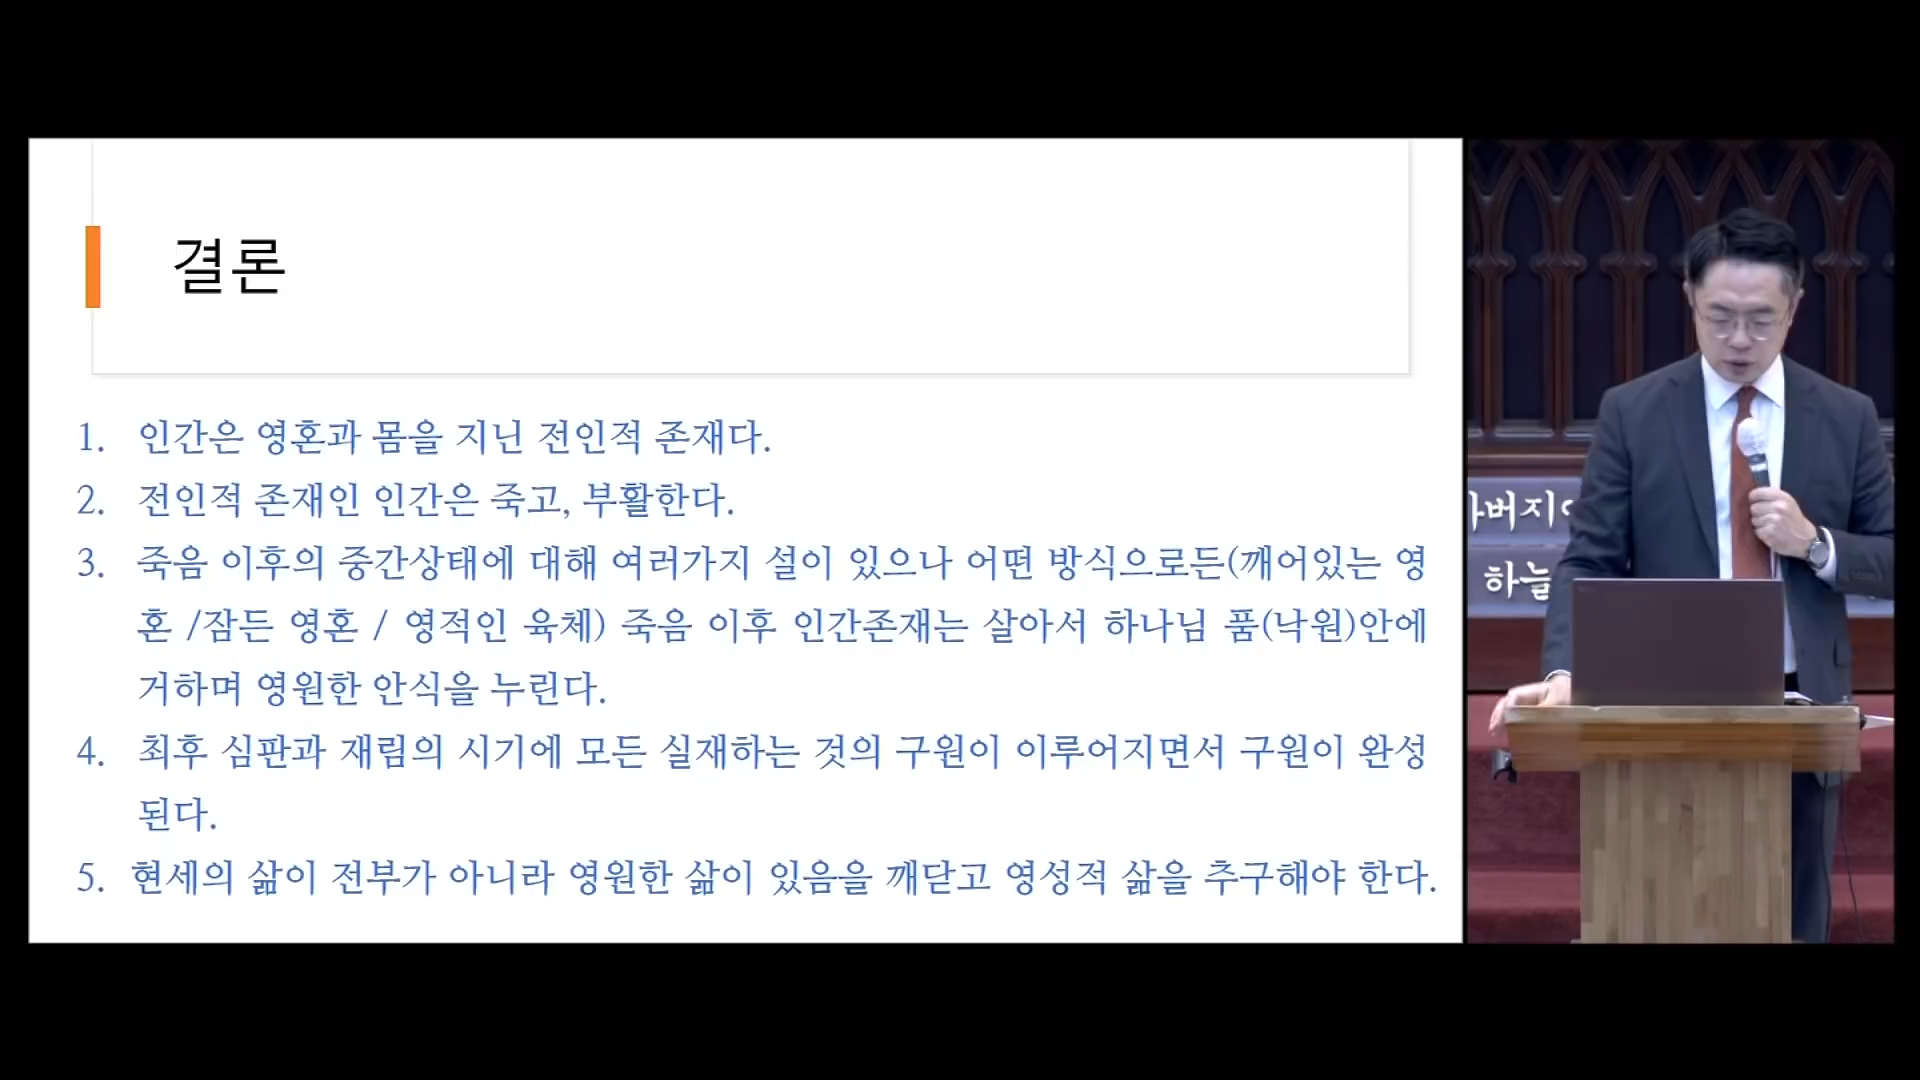 결론
1. 인간은 영혼과 몸을 지닌 전인적 존재다.
2. 전인적 존재인 인간은 죽고, 부활한다.
3. 죽음 이후의 중간상태에 대해 여러가지 설이 있으나 어떤 방식으로든(깨어있는 영
혼 /잠든 영혼 / 영적인 육체) 죽음 이후 인간존재는 살아서 하나님 품(낙원)안에
거하며 영원한 안식을 누린다.
4. 최후 심판과 재림의 시기에 모든 실재하는 것의 구원이 이루어지면서 구원이 완성
된다.
5. 현세의 삶이 전부가 아니라 영원한 삶이 있음을 깨닫고 영성적 삶을 추구해야 한다.
하늘